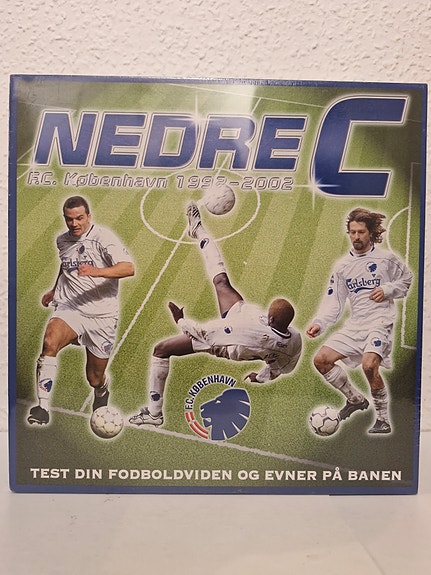 NEDRE C
F.C. København 1992-2002
Carlsberg
Carlsberg
F.C. KØBENHAVN
TEST DIN FODBOLDVIDEN OG EVNER PÅ BANEN